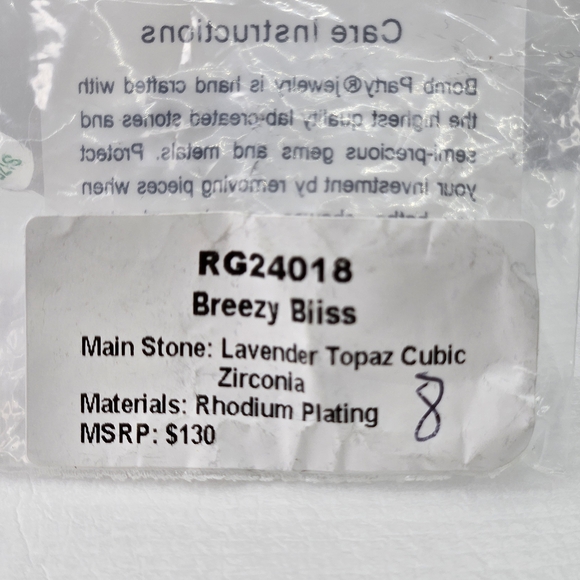 Care Instructions
Bomb Party® jewelry is hand crafted with
the highest quality lab-created stones and
semi-precious gems and metals. Protect
your investment by removing pieces when
RG24018
Breezy Bliss
Main Stone: Lavender Topaz Cubic
Zirconia
Materials: Rhodium Plating
MSRP: $130
8